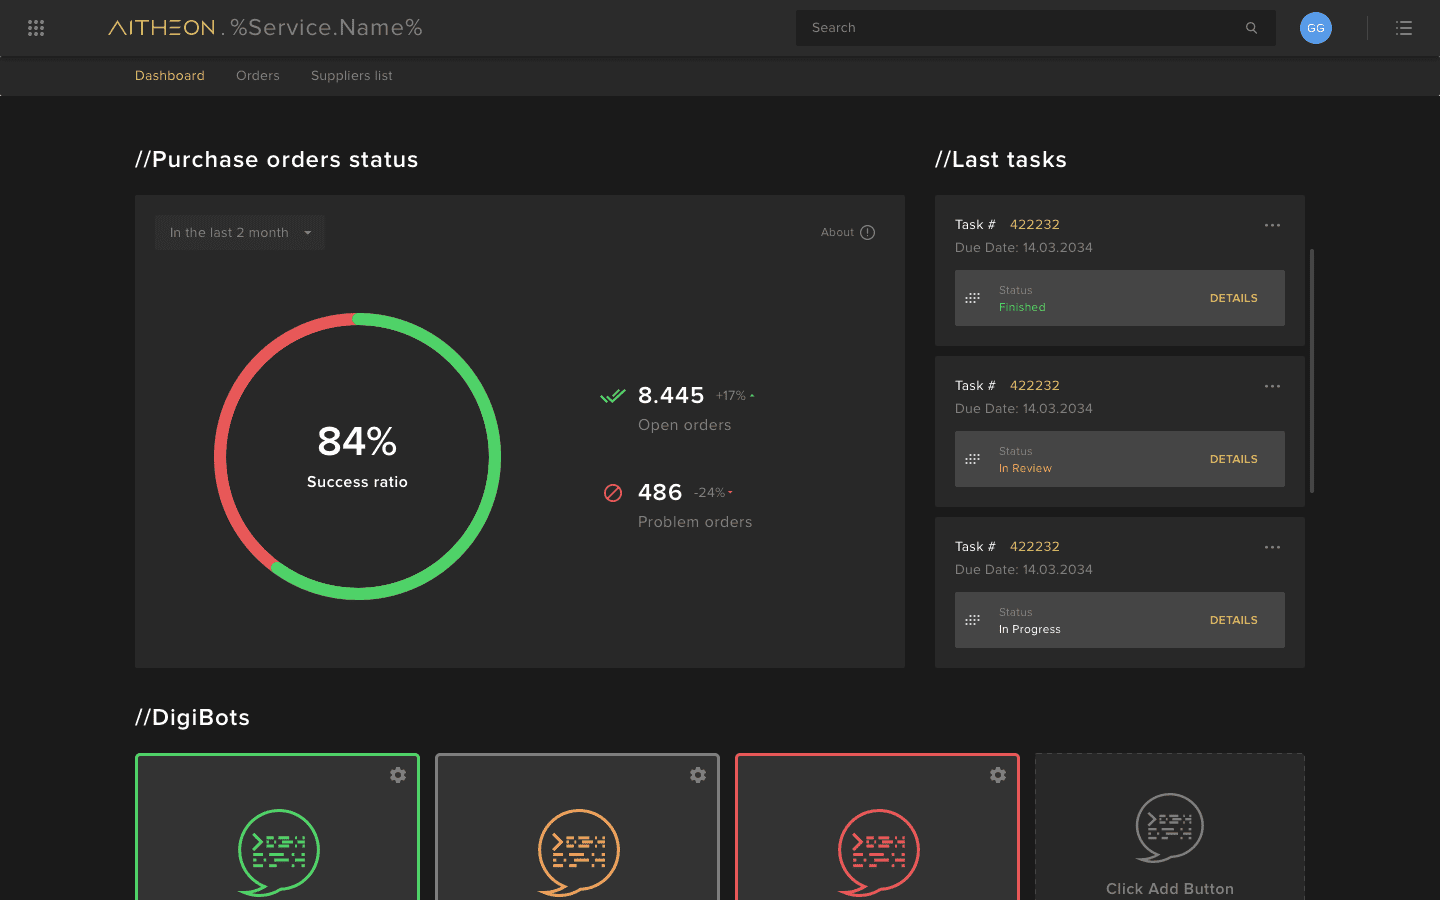 AITHEON . %Service.Name%
Search
GG
Dashboard Orders Suppliers list
//Purchase orders status
In the last 2 month
About
84%
Success ratio
8.445 +17%
Open orders
486 -24%
Problem orders
//Last tasks
Task # 422232
Due Date: 14.03.2034
Status
Finished
DETAILS
Task # 422232
Due Date: 14.03.2034
Status
In Review
DETAILS
Task # 422232
Due Date: 14.03.2034
Status
In Progress
DETAILS
//DigiBots
Click Add Button